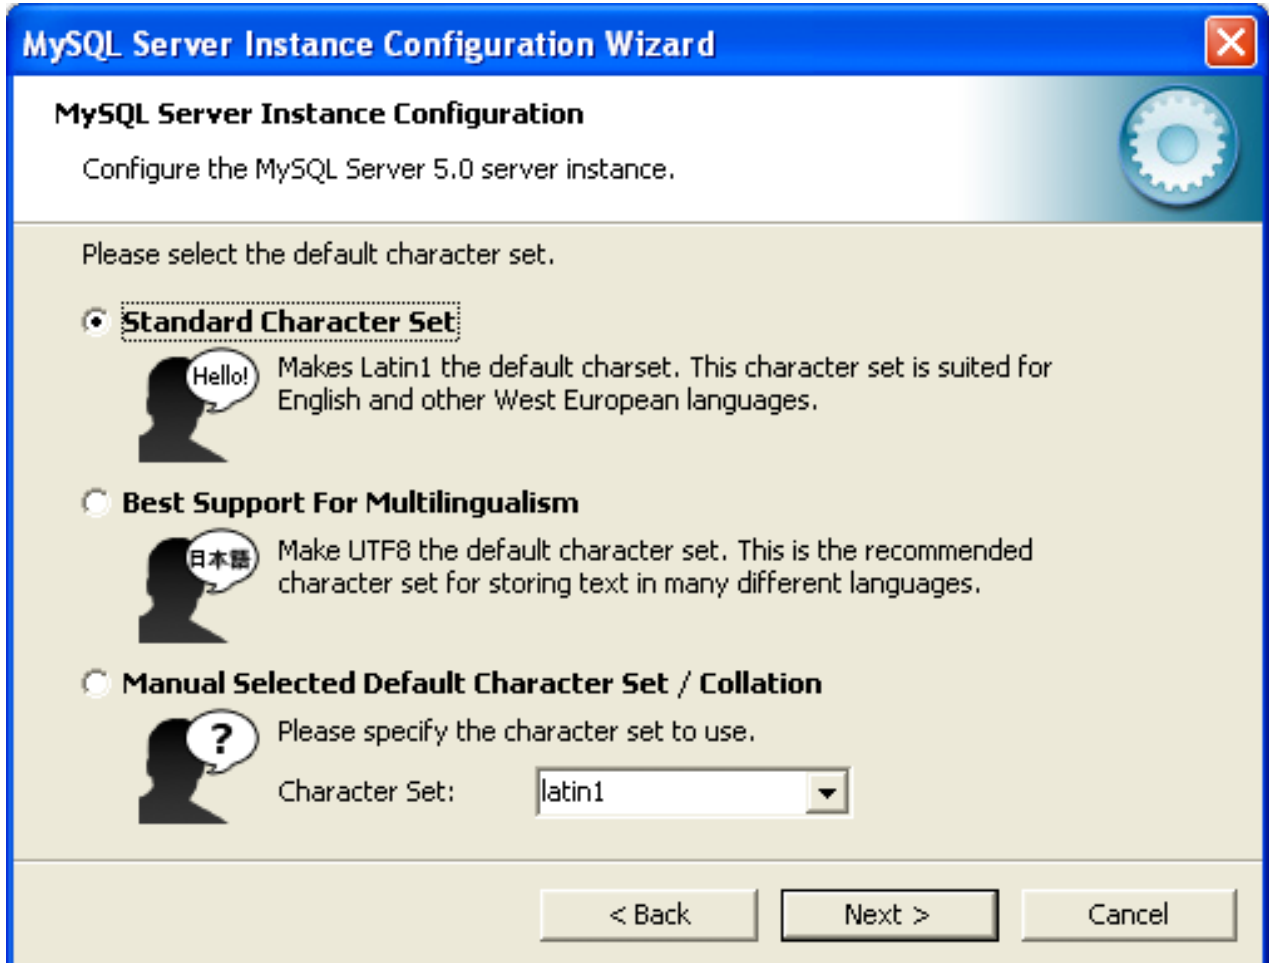 MySQL Server Instance Configuration Wizard
MySQL Server Instance Configuration
Configure the MySQL Server 5.0 server instance.
Please select the default character set.
Standard Character Set
Hello!
Makes Latin1 the default charset. This character set is suited for
English and other West European languages.
Best Support For Multilingualism
日本語
Make UTF8 the default character set. This is the recommended
character set for storing text in many different languages.
Manual Selected Default Character Set / Collation
?
Please specify the character set to use.
Character Set: latin1
< Back Next > Cancel